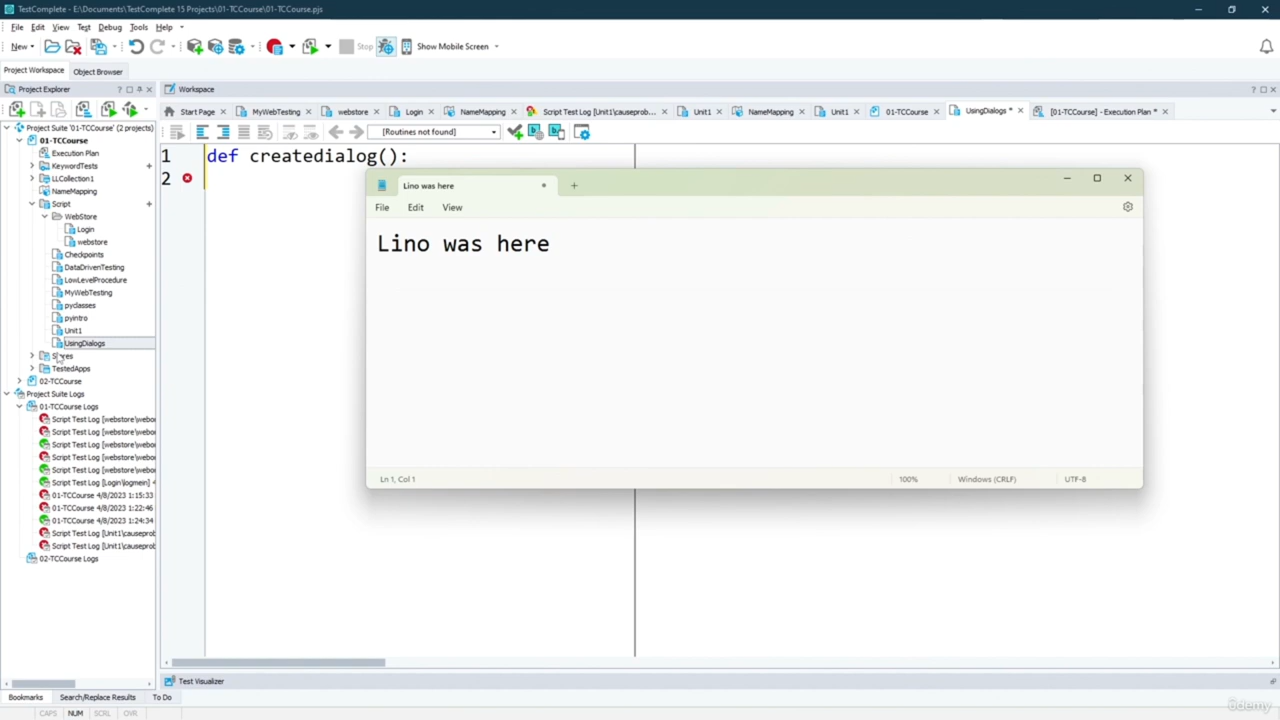 TestComplete - E:\Documents\TestComplete 15 Projects\01-TCCourse\01-TCCourse.pjs
File Edit View Test Debug Tools Help
New Stop Show Mobile Screen
Project Workspace Object Browser
Project Explorer
Workspace
Start Page MyWebTesting webstore Login NameMapping Script Test Log [Unit1\causeprob... Unit1 NameMapping Unit1 01-TCCourse UsingDialogs * [01-TCCourse] - Execution Plan *
[Routines not found]
Project Suite '01-TCCourse' (2 projects)
01-TCCourse
Execution Plan
KeywordTests
LLCollection1
NameMapping
Script
WebStore
Login
webstore
Checkpoints
DataDrivenTesting
LowLevelProcedure
MyWebTesting
pyclasses
pyintro
Unit1
UsingDialogs
TestedApps
02-TCCourse
Project Suite Logs
01-TCCourse Logs
Script Test Log [webstore\webo
Script Test Log [webstore\webo
Script Test Log [webstore\webo
Script Test Log [webstore\webo
Script Test Log [webstore\webo
Script Test Log [Login\logmein] 4
01-TCCourse 4/8/2023 1:15:33
01-TCCourse 4/8/2023 1:22:46
01-TCCourse 4/8/2023 1:24:34
Script Test Log [Unit1\causeprob
Script Test Log [Unit1\causeprob
02-TCCourse Logs
1 def createdialog():
2
Lino was here
File Edit View
Lino was here
Ln 1, Col 1 100% Windows (CRLF) UTF-8
Test Visualizer
Bookmarks Search/Replace Results To Do
CAPS NUM SCRL OVR
ûdemy